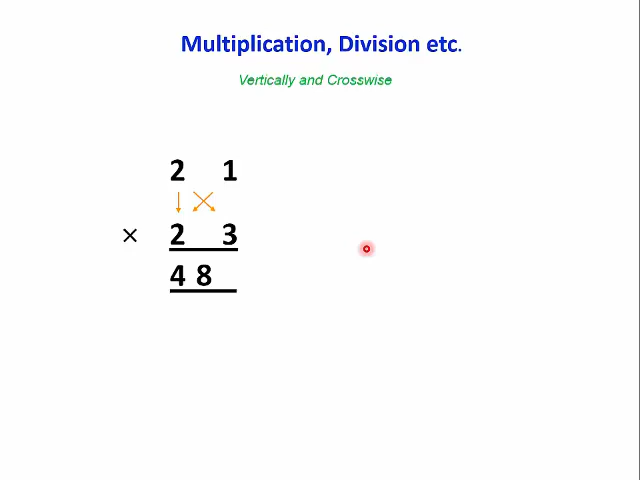 Multiplication, Division etc.
Vertically and Crosswise
2 1
× 2 3
4 8